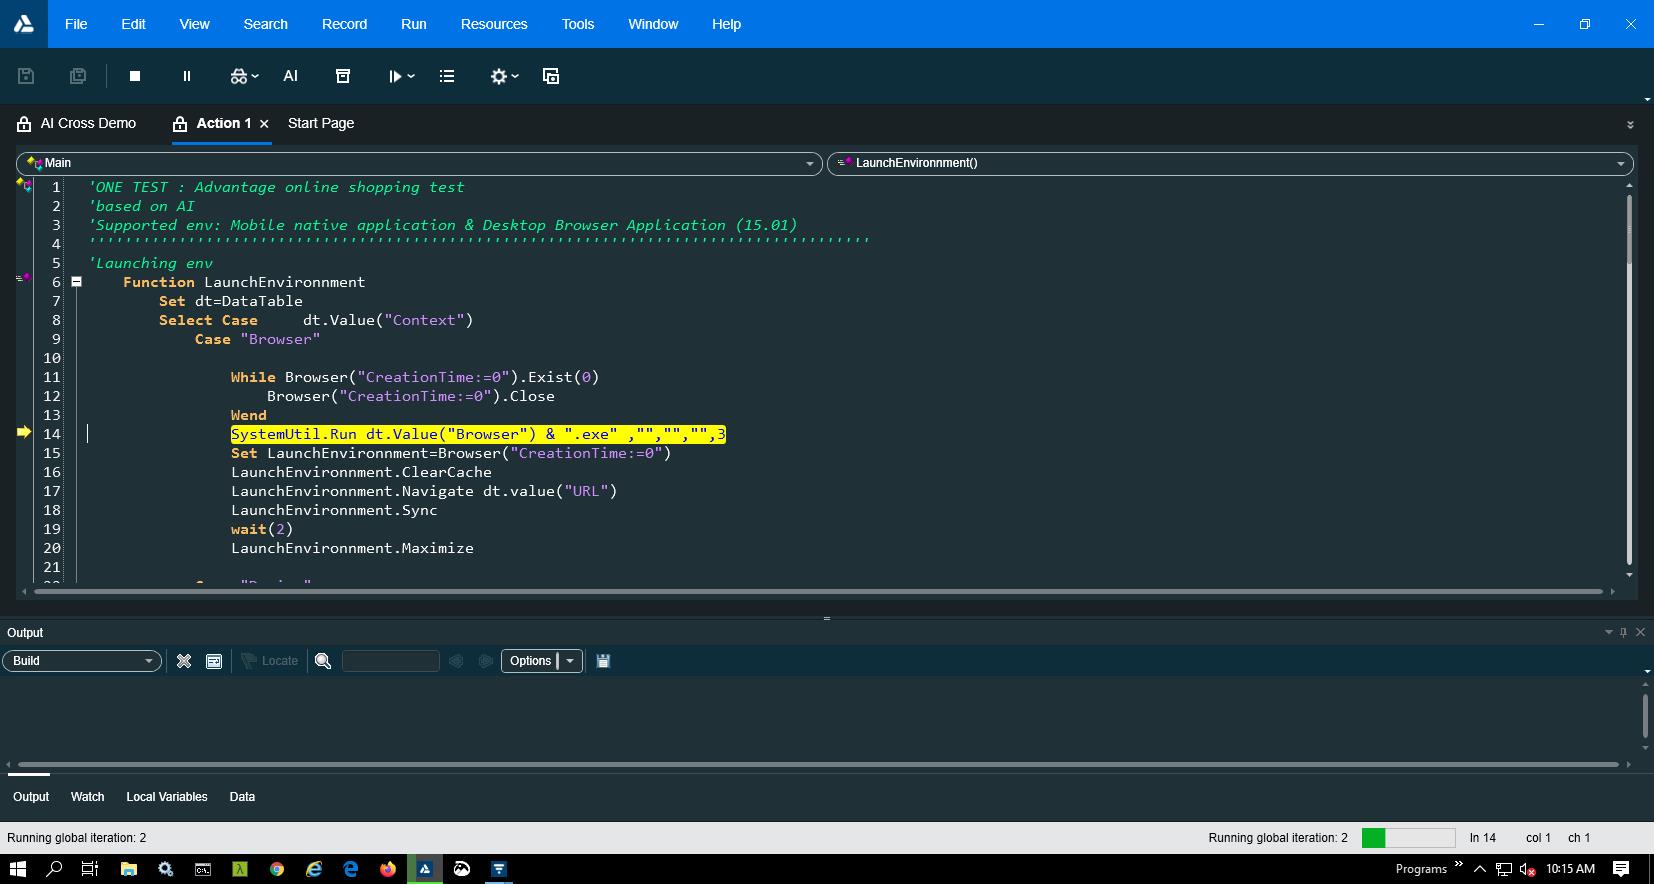 File Edit View Search Record Run Resources Tools Window Help
AI
AI Cross Demo Action 1 Start Page
Main LaunchEnvironnment()
1 'ONE TEST : Advantage online shopping test
2 'based on AI
3 'Supported env: Mobile native application & Desktop Browser Application (15.01)
4 '''''''''''''''''''''''''''''''''''''''''''''''''''''''''''''''''''''''''''''''''''''''
5 'Launching env
6 Function LaunchEnvironnment
7 Set dt=DataTable
8 Select Case dt.Value("Context")
9 Case "Browser"
10
11 While Browser("CreationTime:=0").Exist(0)
12 Browser("CreationTime:=0").Close
13 Wend
14 SystemUtil.Run dt.Value("Browser") & ".exe" ,"","","",3
15 Set LaunchEnvironnment=Browser("CreationTime:=0")
16 LaunchEnvironnment.ClearCache
17 LaunchEnvironnment.Navigate dt.value("URL")
18 LaunchEnvironnment.Sync
19 wait(2)
20 LaunchEnvironnment.Maximize
21
Output
Build Locate Options
Output Watch Local Variables Data
Running global iteration: 2 Running global iteration: 2 ln 14 col 1 ch 1
Programs 10:15 AM